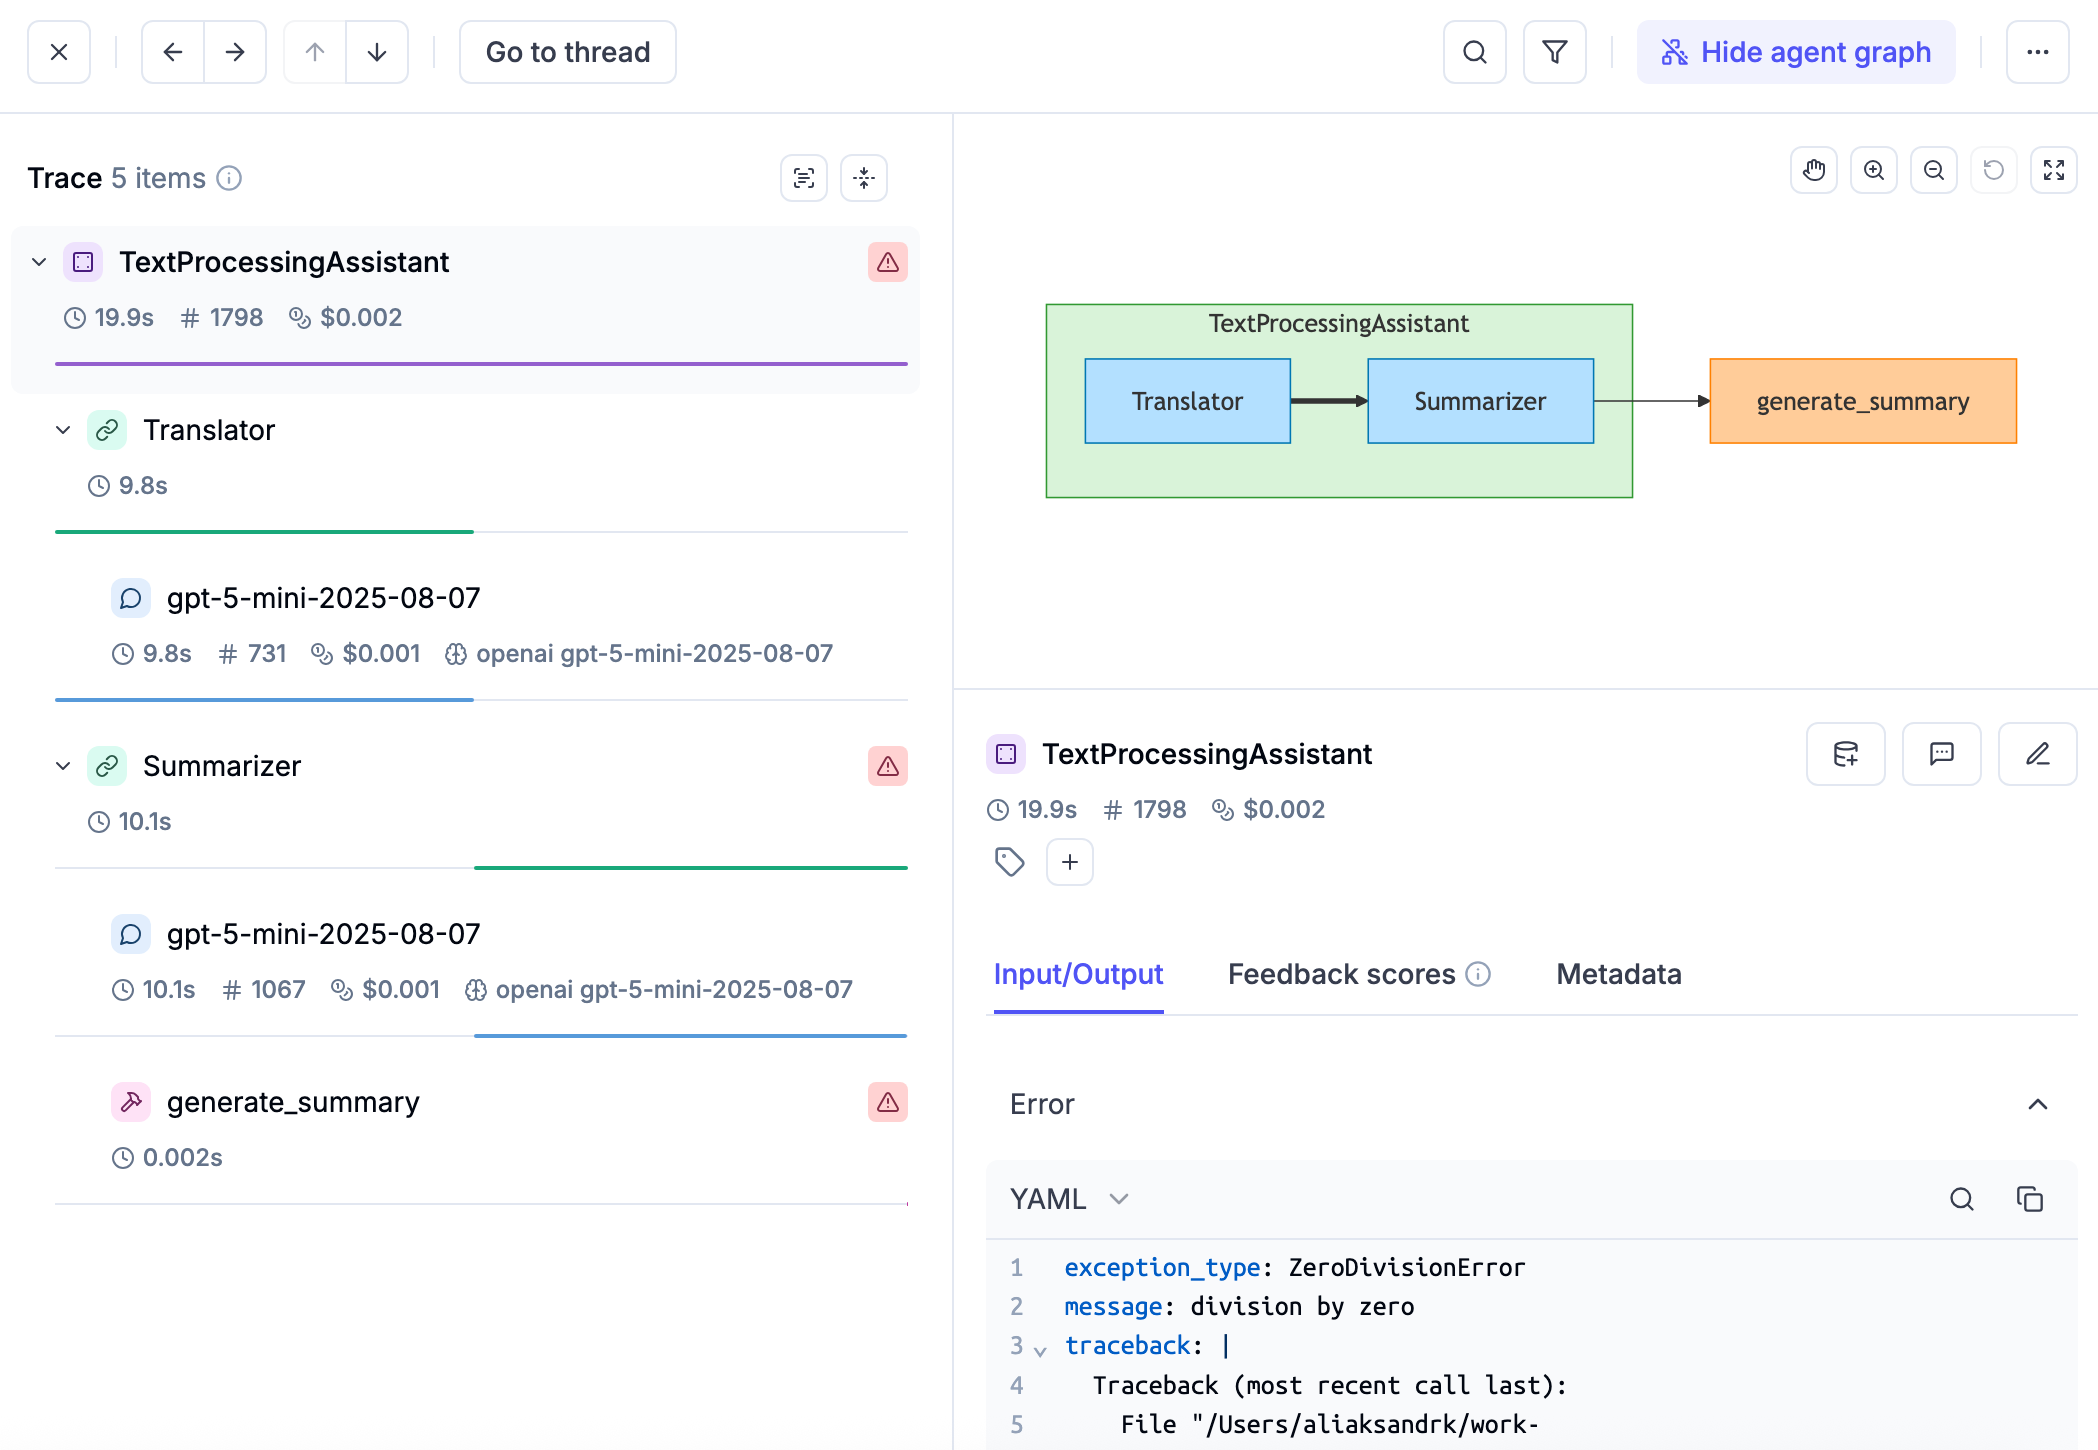 Go to thread
Hide agent graph
Trace 5 items
TextProcessingAssistant
19.9s # 1798 $0.002
Translator
9.8s
gpt-5-mini-2025-08-07
9.8s # 731 $0.001 openai gpt-5-mini-2025-08-07
Summarizer
10.1s
gpt-5-mini-2025-08-07
10.1s # 1067 $0.001 openai gpt-5-mini-2025-08-07
generate_summary
0.002s
TextProcessingAssistant
Translator
Summarizer
generate_summary
TextProcessingAssistant
19.9s # 1798 $0.002
Input/Output
Feedback scores
Metadata
Error
YAML
1 exception_type: ZeroDivisionError
2 message: division by zero
3 traceback: |
4 Traceback (most recent call last):
5 File "/Users/aliaksandrk/work-